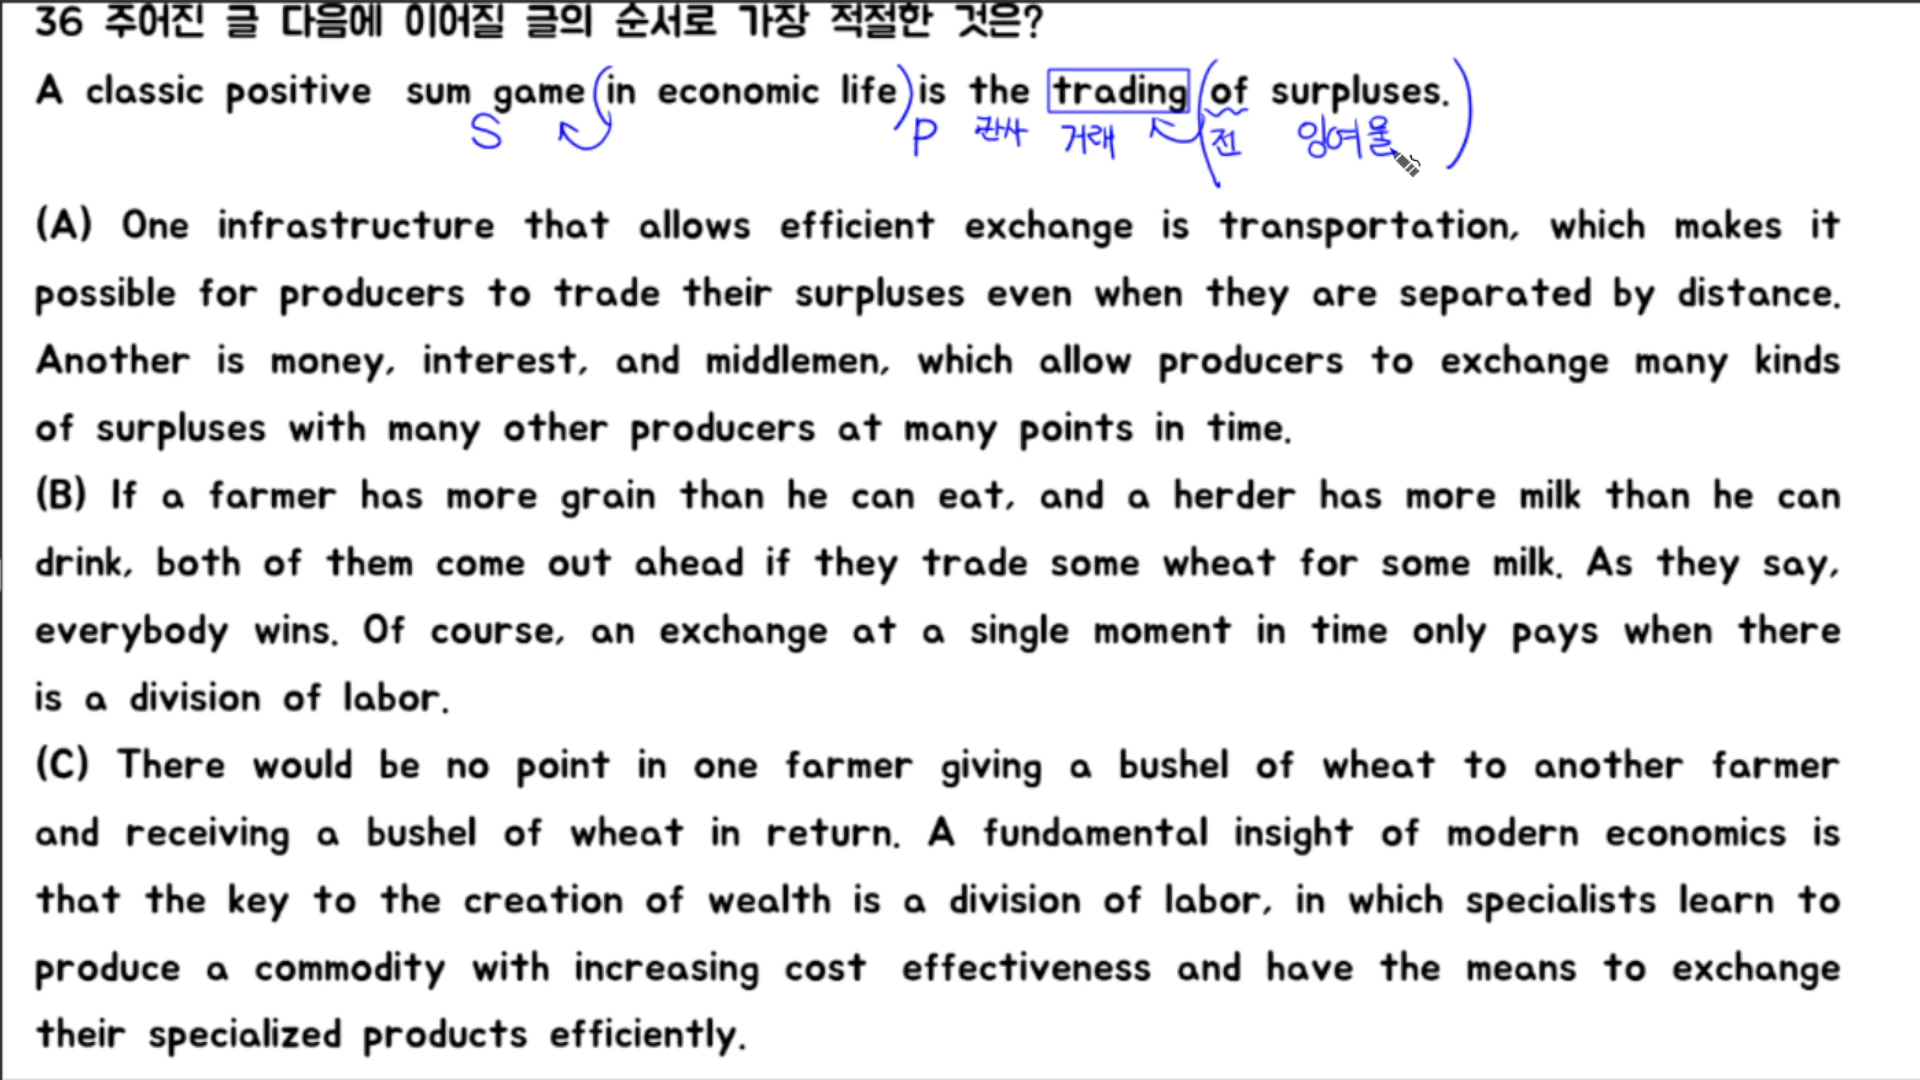 36 주어진 글 다음에 이어질 글의 순서로 가장 적절한 것은?
A classic positive sum game in economic life is the trading of surpluses.
S P 관사 거래 전 잉여물
(A) One infrastructure that allows efficient exchange is transportation, which makes it
possible for producers to trade their surpluses even when they are separated by distance.
Another is money, interest, and middlemen, which allow producers to exchange many kinds
of surpluses with many other producers at many points in time.
(B) If a farmer has more grain than he can eat, and a herder has more milk than he can
drink, both of them come out ahead if they trade some wheat for some milk. As they say,
everybody wins. Of course, an exchange at a single moment in time only pays when there
is a division of labor.
(C) There would be no point in one farmer giving a bushel of wheat to another farmer
and receiving a bushel of wheat in return. A fundamental insight of modern economics is
that the key to the creation of wealth is a division of labor, in which specialists learn to
produce a commodity with increasing cost effectiveness and have the means to exchange
their specialized products efficiently.